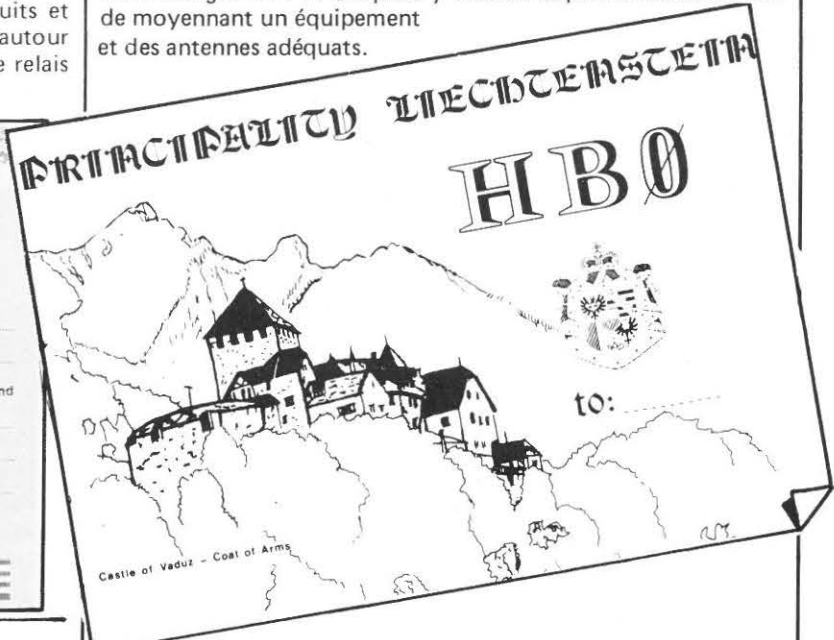 uits et
autour
e relais
de moyennant un équipement
et des antennes adéquats.
PRINCIPALITY LIECHTENSTEIN
HBØ
to:
nd
Castle of Vaduz - Coat of Arms